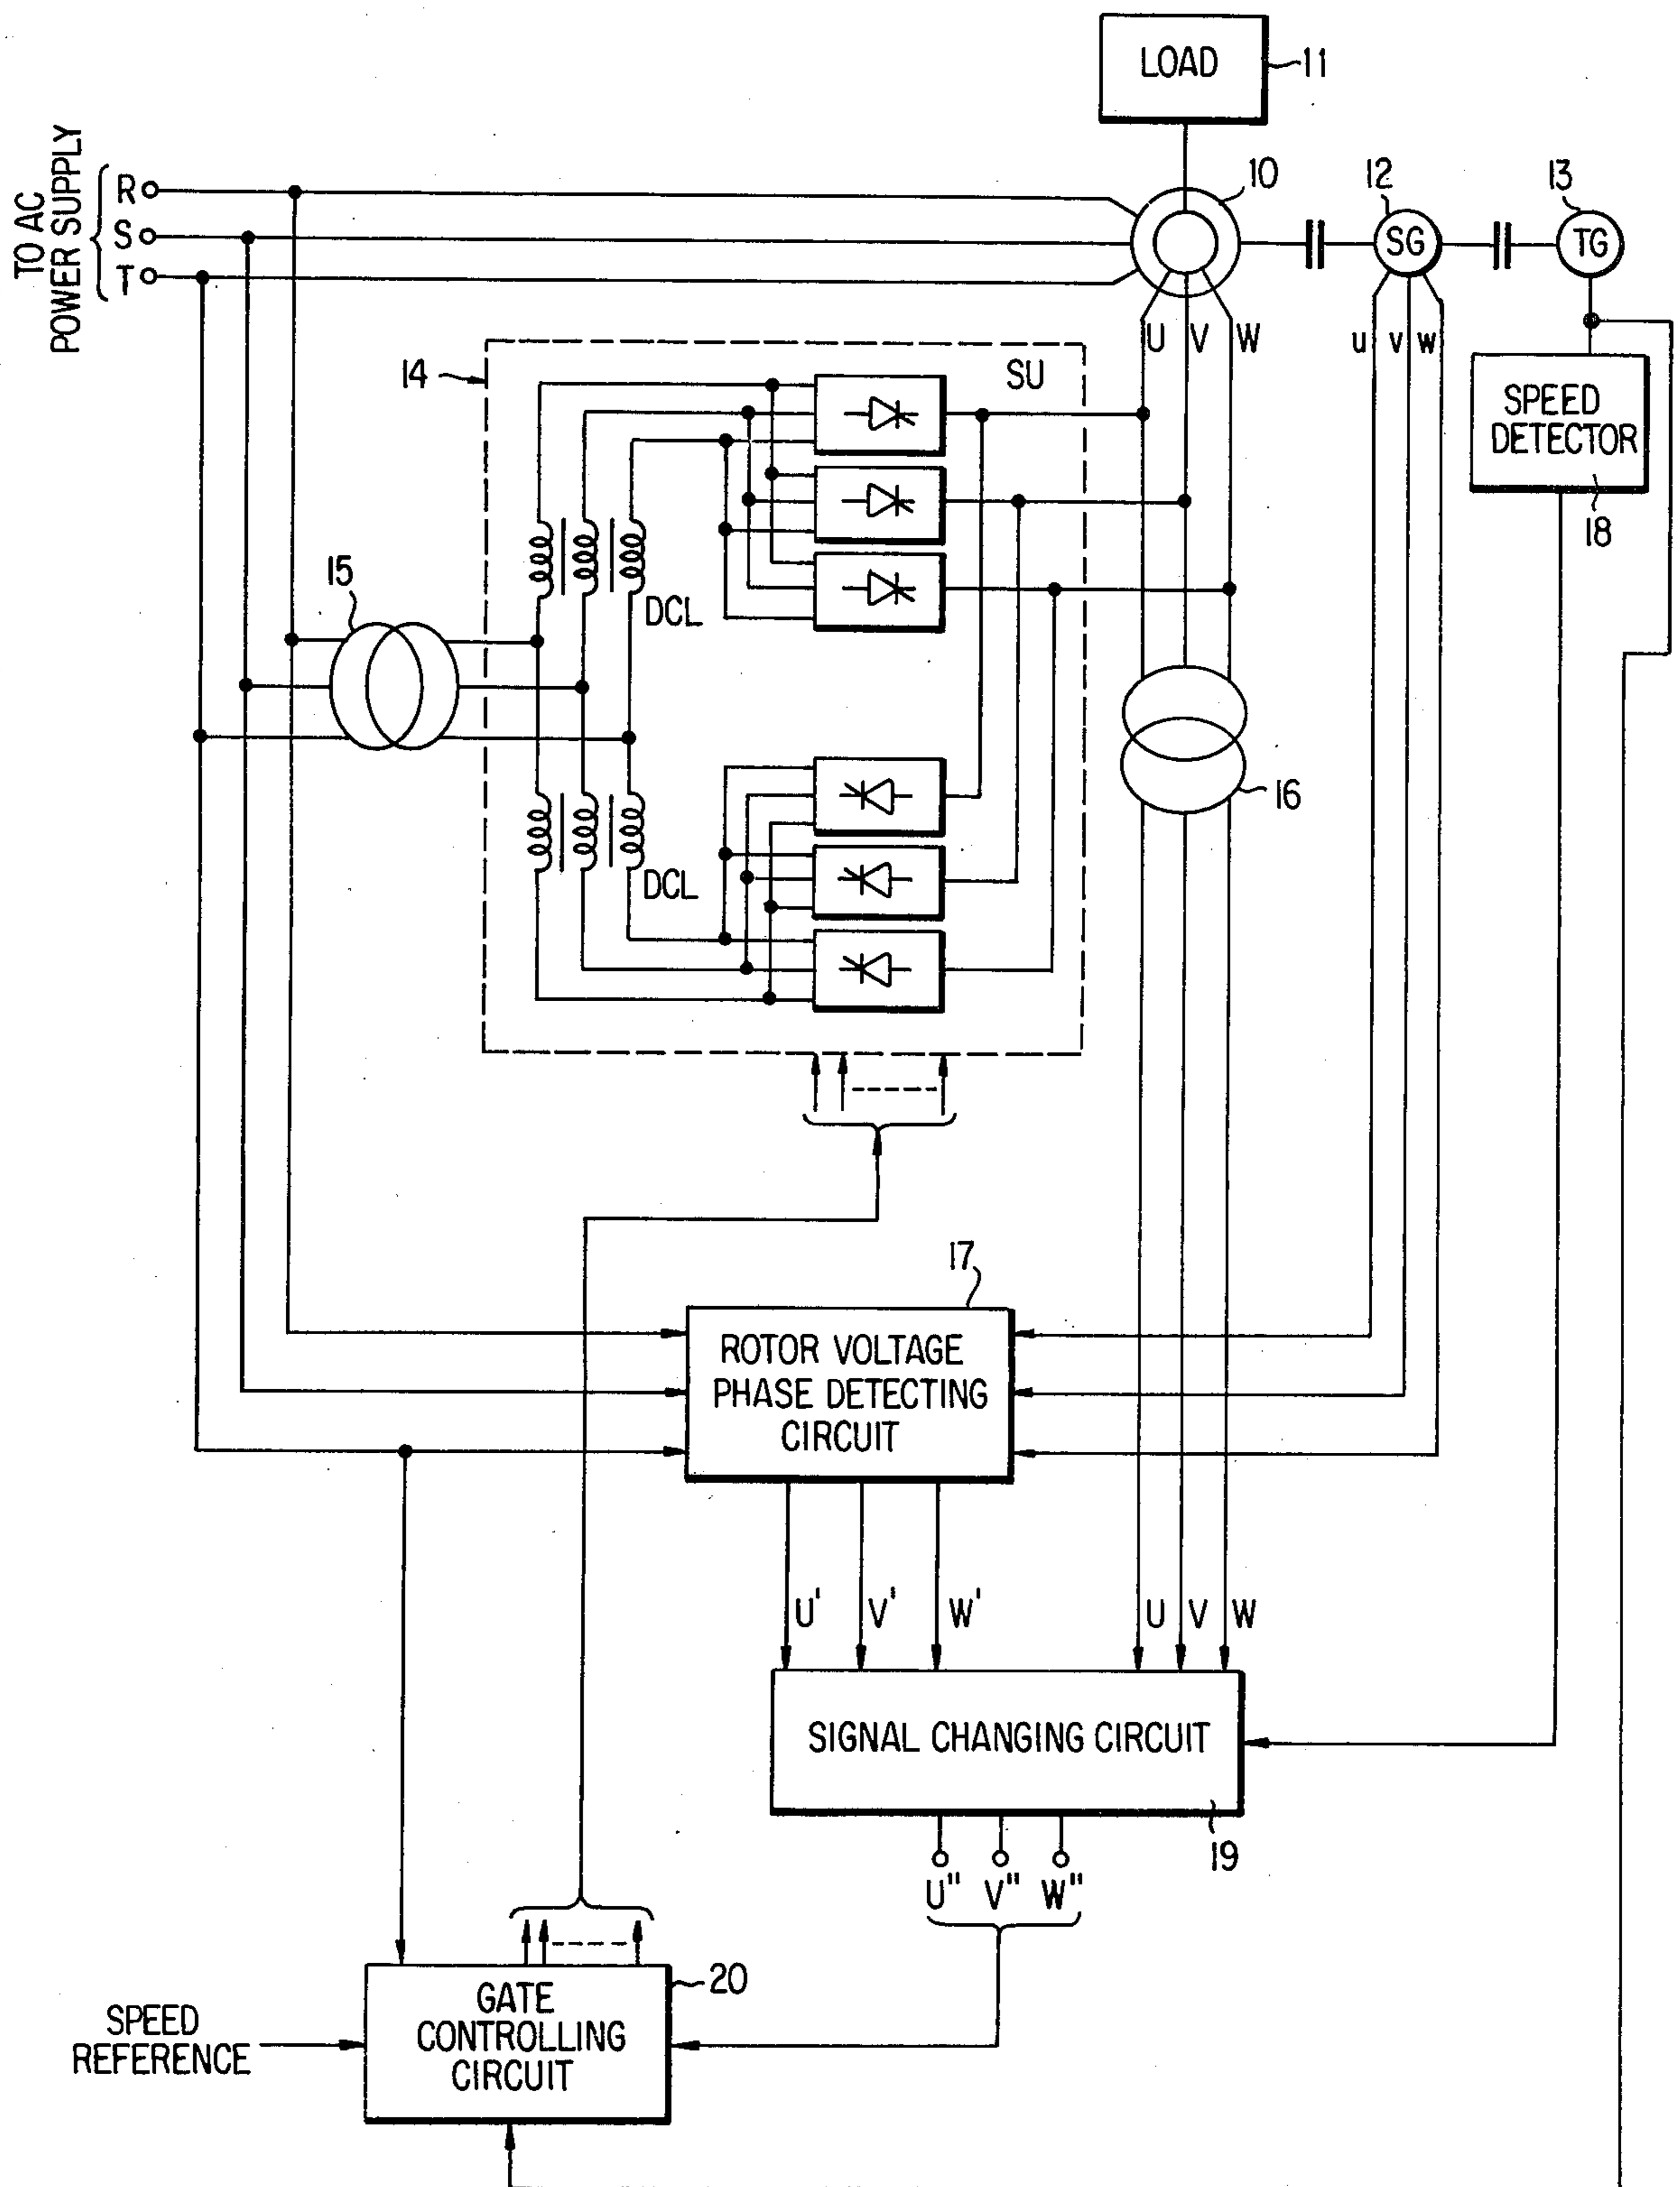 LOAD
11
TO AC
POWER SUPPLY
R
S
T
10
12
13
SG
TG
U V W
u v w
14
SU
SPEED
DETECTOR
18
15
DCL
16
DCL
17
ROTOR VOLTAGE
PHASE DETECTING
CIRCUIT
U' V' W'
U V W
SIGNAL CHANGING CIRCUIT
19
U" V" W"
20
GATE
CONTROLLING
CIRCUIT
SPEED
REFERENCE